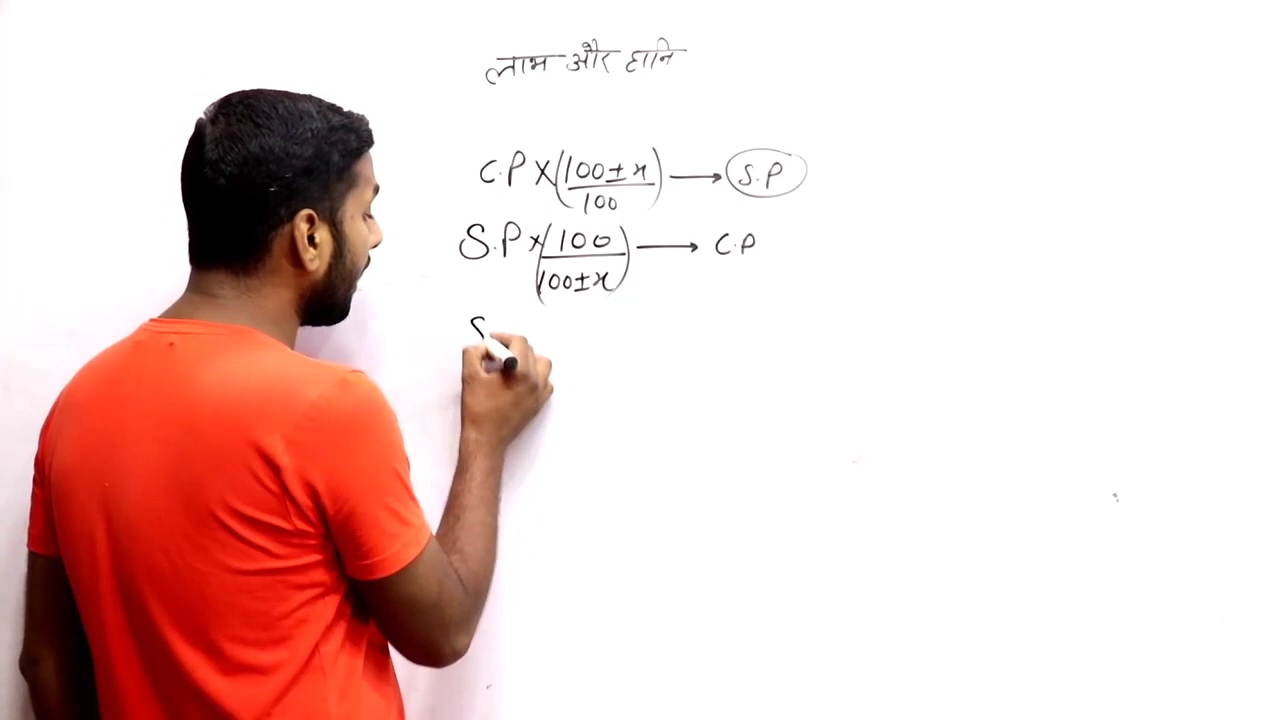 लाभ और हानि
C.P × (100 ± x / 100) → S.P
S.P × (100 / 100 ± x) → C.P
S